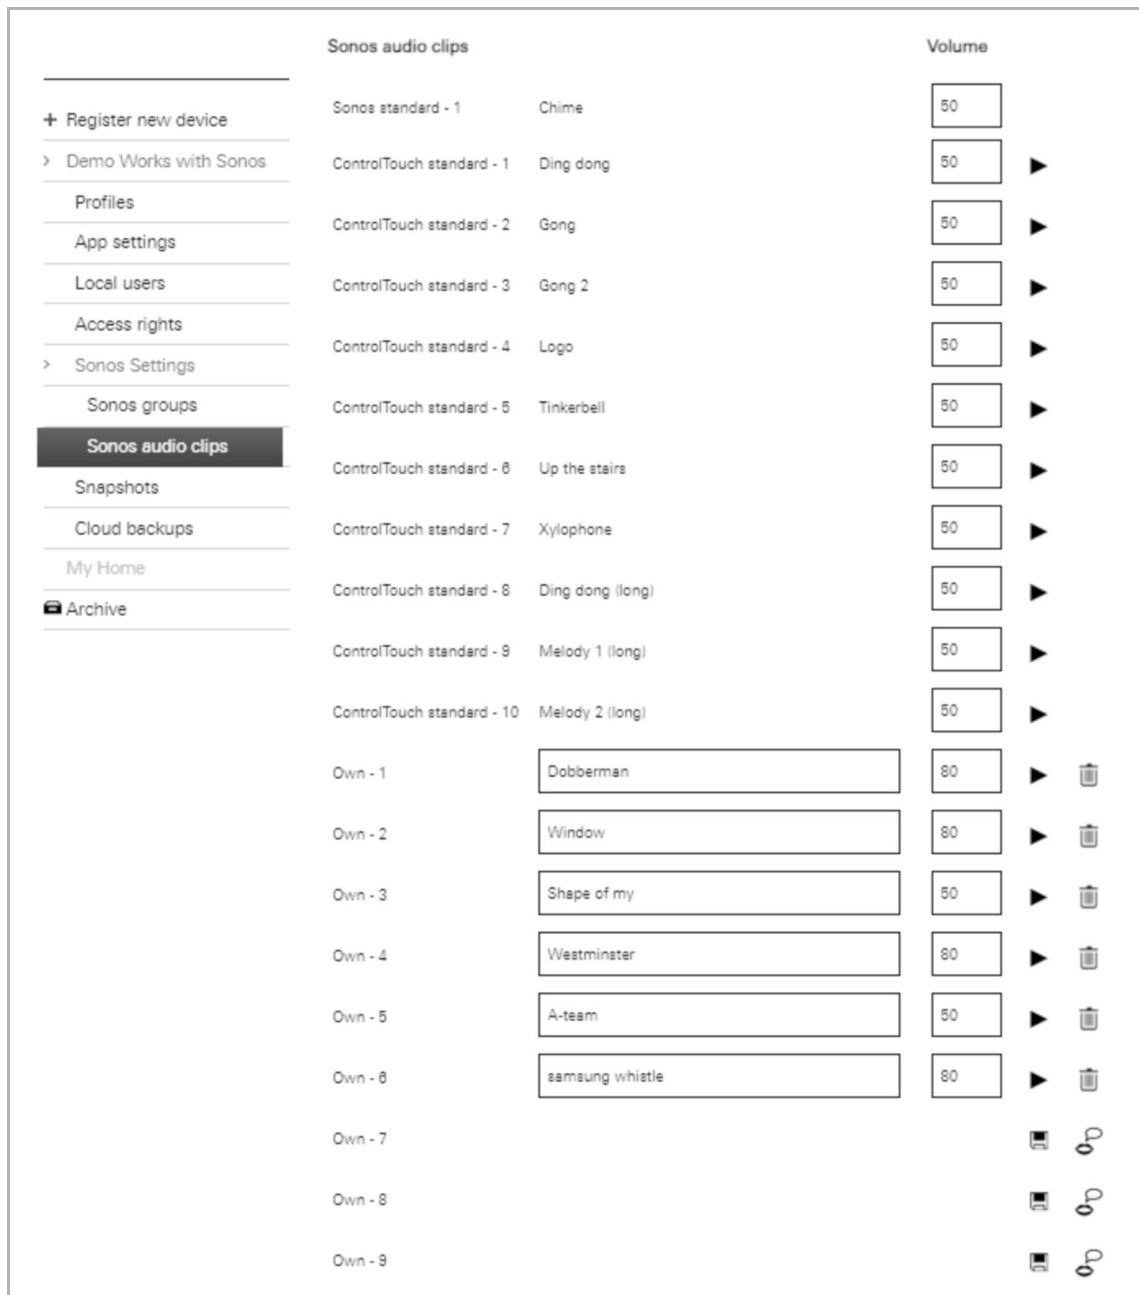 Sonos audio clips Volume
+ Register new device
> Demo Works with Sonos
Profiles
App settings
Local users
Access rights
> Sonos Settings
Sonos groups
Sonos audio clips
Snapshots
Cloud backups
My Home
Archive
Sonos standard - 1 Chime 50
ControlTouch standard - 1 Ding dong 50
ControlTouch standard - 2 Gong 50
ControlTouch standard - 3 Gong 2 50
ControlTouch standard - 4 Logo 50
ControlTouch standard - 5 Tinkerbell 50
ControlTouch standard - 6 Up the stairs 50
ControlTouch standard - 7 Xylophone 50
ControlTouch standard - 8 Ding dong (long) 50
ControlTouch standard - 9 Melody 1 (long) 50
ControlTouch standard - 10 Melody 2 (long) 50
Own - 1 Dobberman 80
Own - 2 Window 80
Own - 3 Shape of my 50
Own - 4 Westminster 80
Own - 5 A-team 50
Own - 6 samsung whistle 80
Own - 7
Own - 8
Own - 9